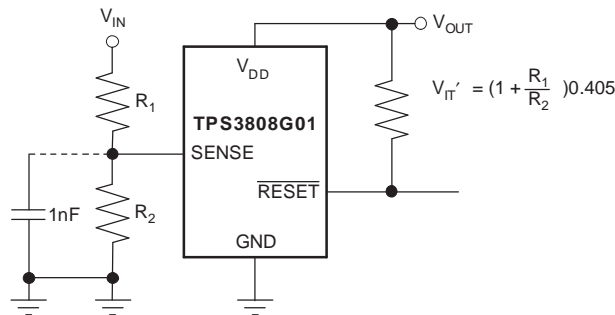 V_IN
V_OUT
V_DD
R_1
V_IT′ = (1 + R_1/R_2)0.405
TPS3808G01
SENSE
RESET
1nF
R_2
GND